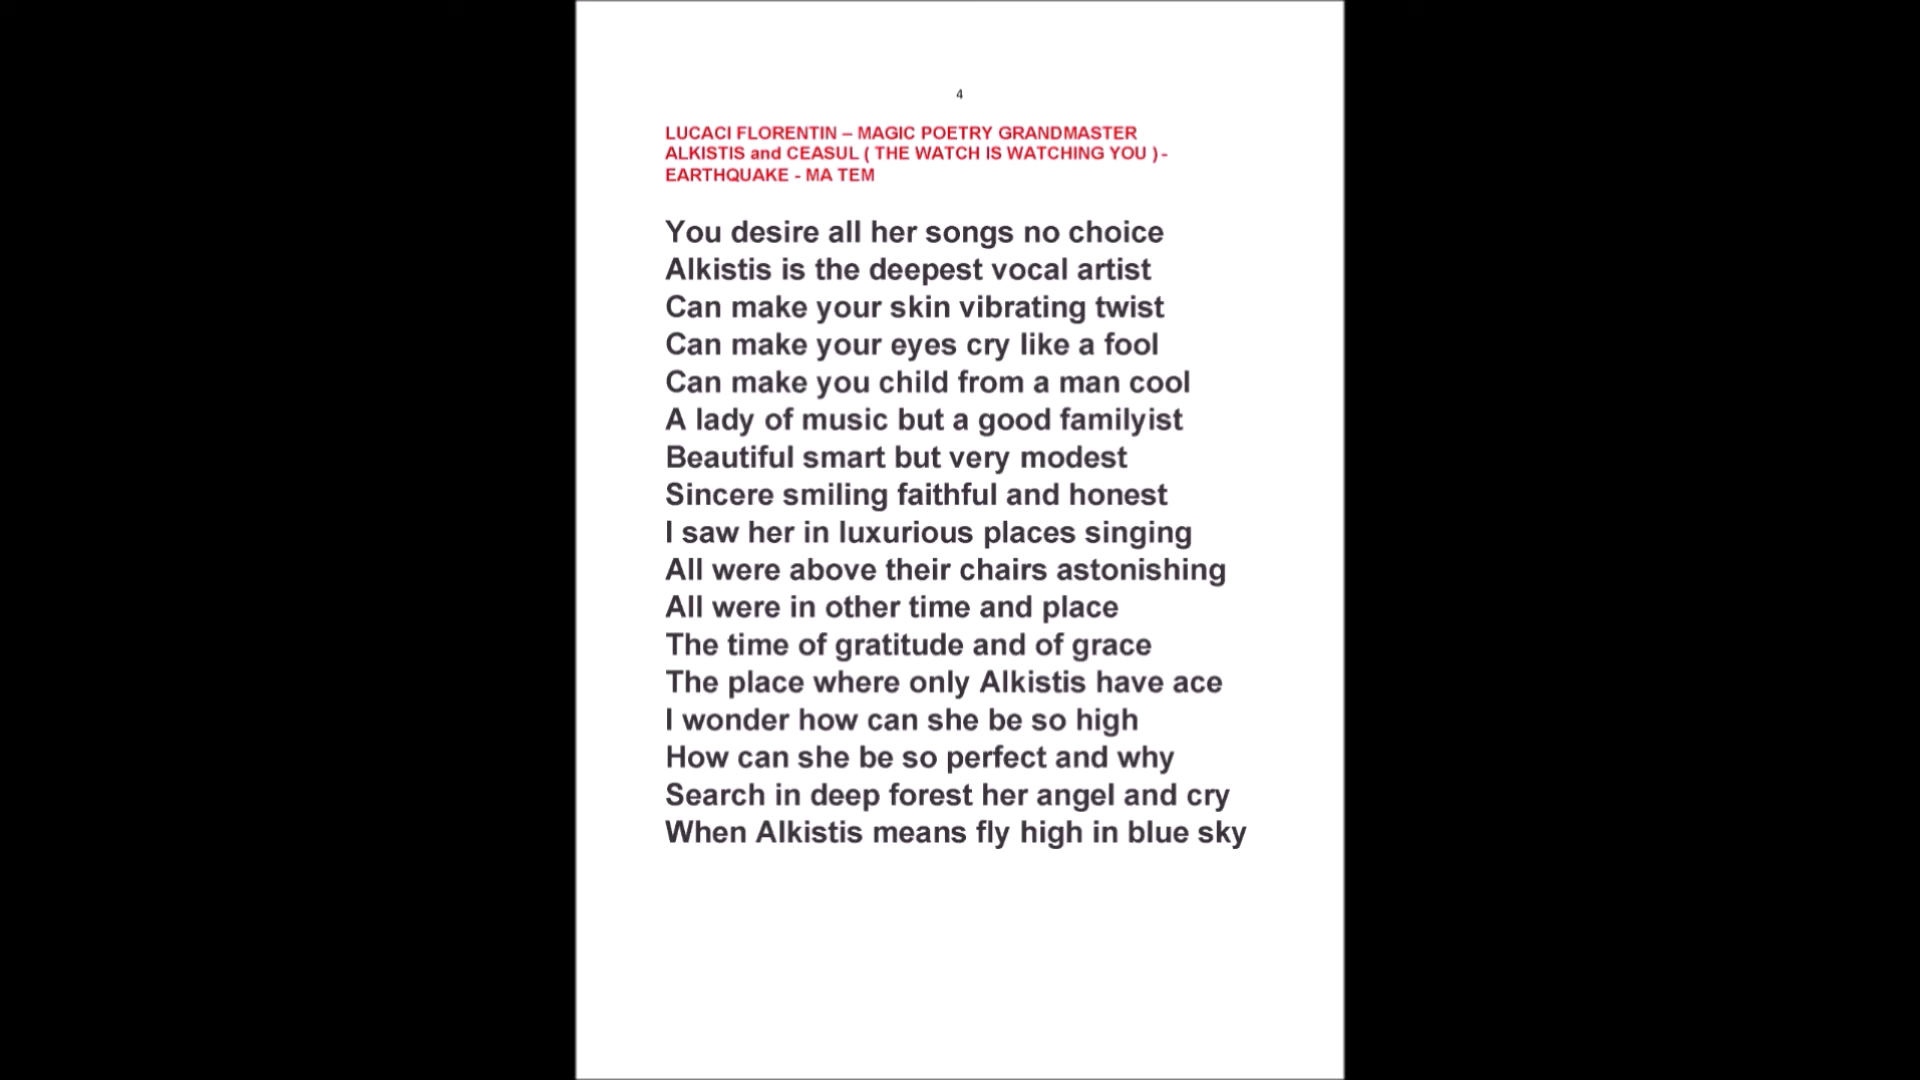 4
LUCACI FLORENTIN – MAGIC POETRY GRANDMASTER
ALKISTIS and CEASUL ( THE WATCH IS WATCHING YOU ) -
EARTHQUAKE - MA TEM
You desire all her songs no choice
Alkistis is the deepest vocal artist
Can make your skin vibrating twist
Can make your eyes cry like a fool
Can make you child from a man cool
A lady of music but a good familyist
Beautiful smart but very modest
Sincere smiling faithful and honest
I saw her in luxurious places singing
All were above their chairs astonishing
All were in other time and place
The time of gratitude and of grace
The place where only Alkistis have ace
I wonder how can she be so high
How can she be so perfect and why
Search in deep forest her angel and cry
When Alkistis means fly high in blue sky